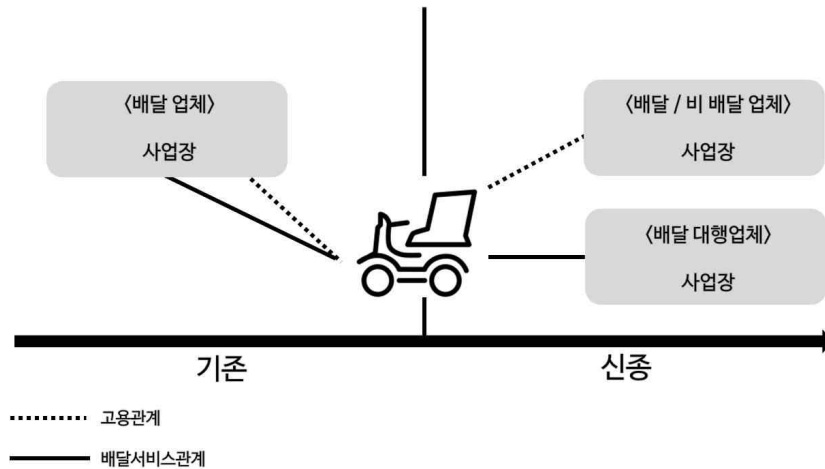 〈배달 업체〉
사업장
〈배달 / 비 배달 업체〉
사업장
〈배달 대행업체〉
사업장
기존
신종
고용관계
배달서비스관계